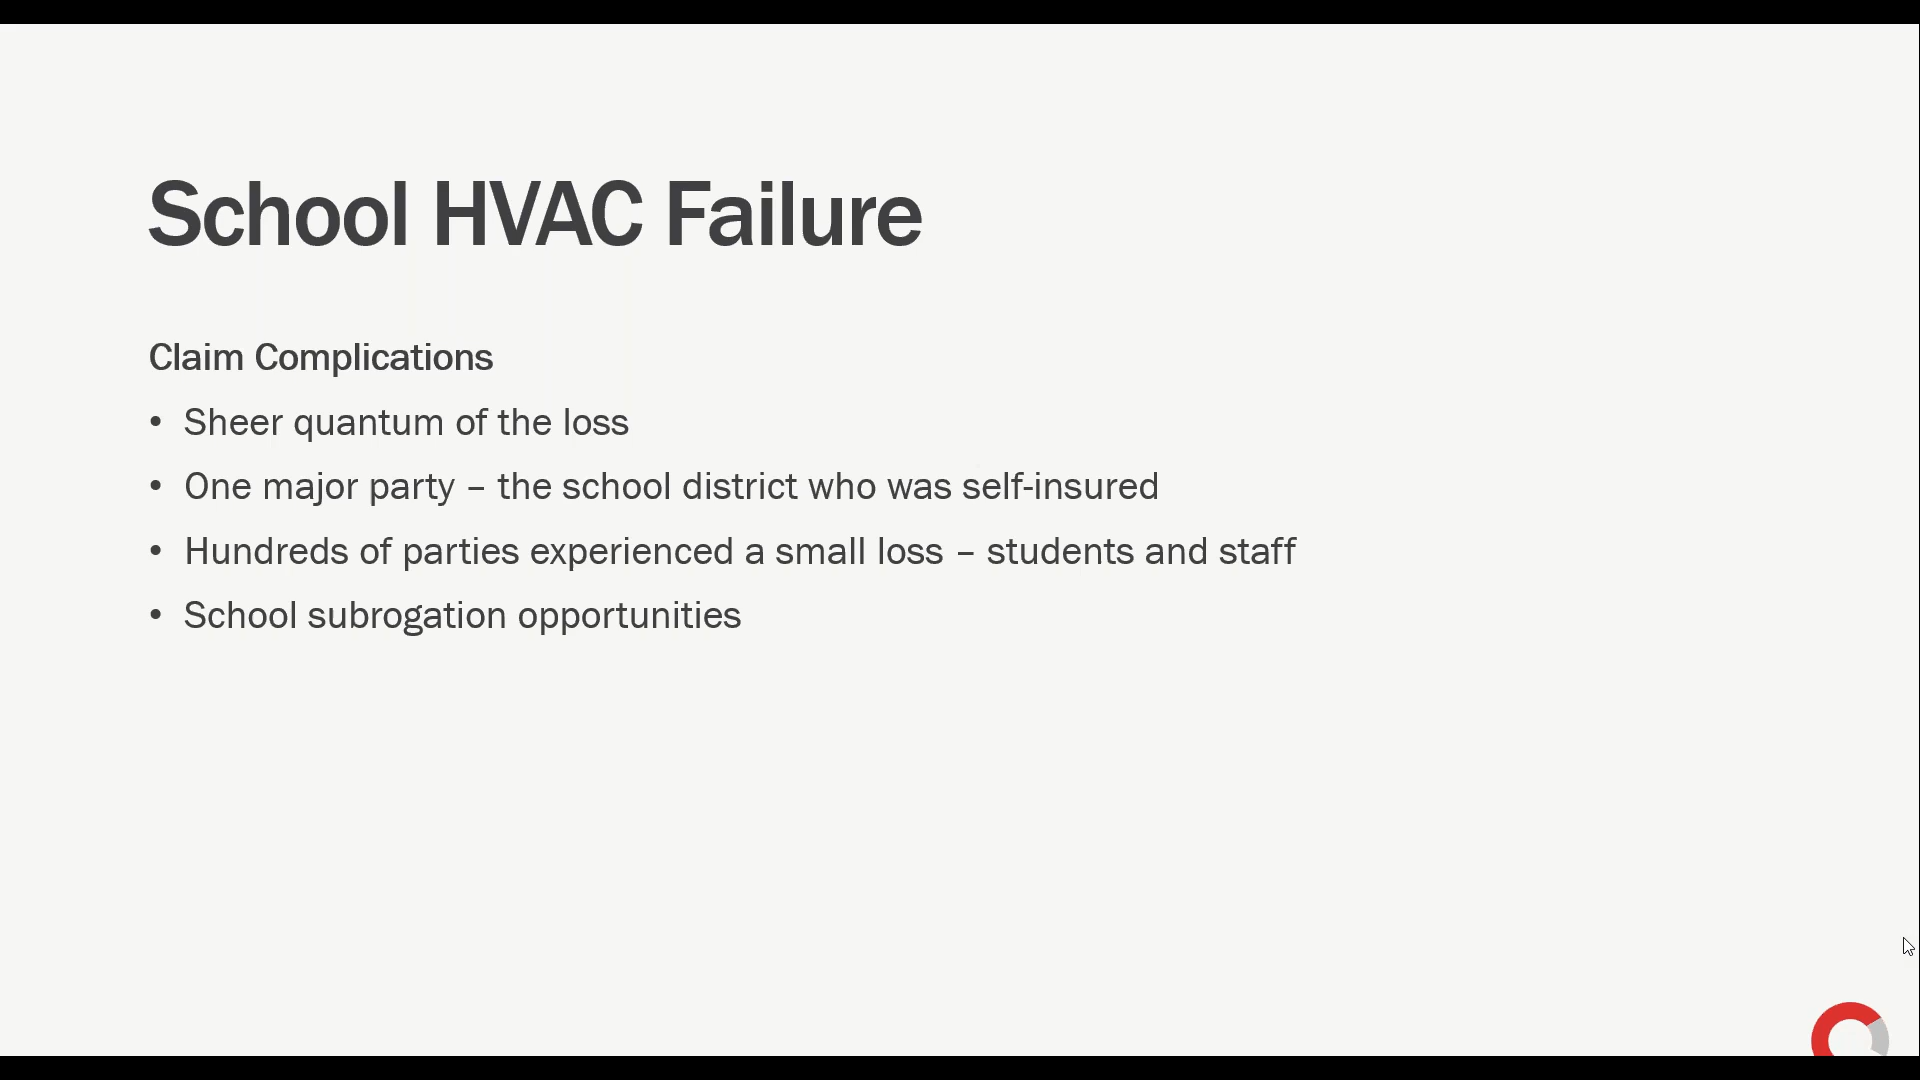 School HVAC Failure
Claim Complications
• Sheer quantum of the loss
• One major party – the school district who was self-insured
• Hundreds of parties experienced a small loss – students and staff
• School subrogation opportunities